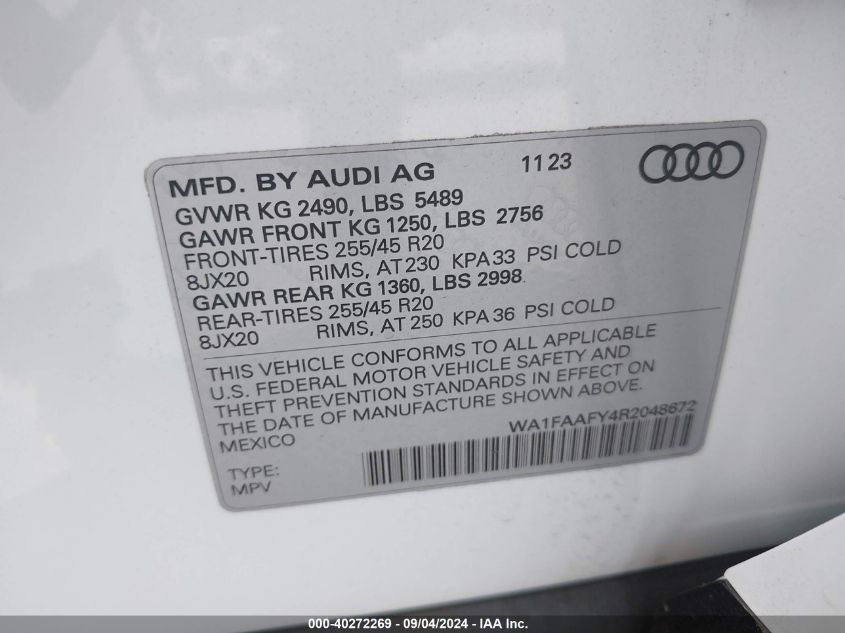 MFD. BY AUDI AG 11 23
GVWR KG 2490, LBS 5489
GAWR FRONT KG 1250, LBS 2756
FRONT-TIRES 255/45 R20
8JX20 RIMS, AT 230 KPA 33 PSI COLD
GAWR REAR KG 1360, LBS 2998
REAR-TIRES 255/45 R20
8JX20 RIMS, AT 250 KPA 36 PSI COLD
THIS VEHICLE CONFORMS TO ALL APPLICABLE
U.S. FEDERAL MOTOR VEHICLE SAFETY AND
THEFT PREVENTION STANDARDS IN EFFECT ON
THE DATE OF MANUFACTURE SHOWN ABOVE.
MEXICO WA1FAAFY4R2048672
TYPE:
MPV
000-40272269 - 09/04/2024 - IAA Inc.